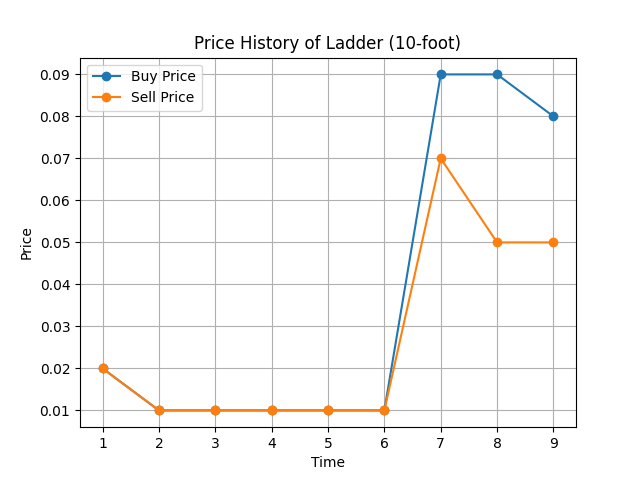 Price History of Ladder (10-foot)
Buy Price
Sell Price
Price
0.09
0.08
0.07
0.06
0.05
0.04
0.03
0.02
0.01
1 2 3 4 5 6 7 8 9
Time